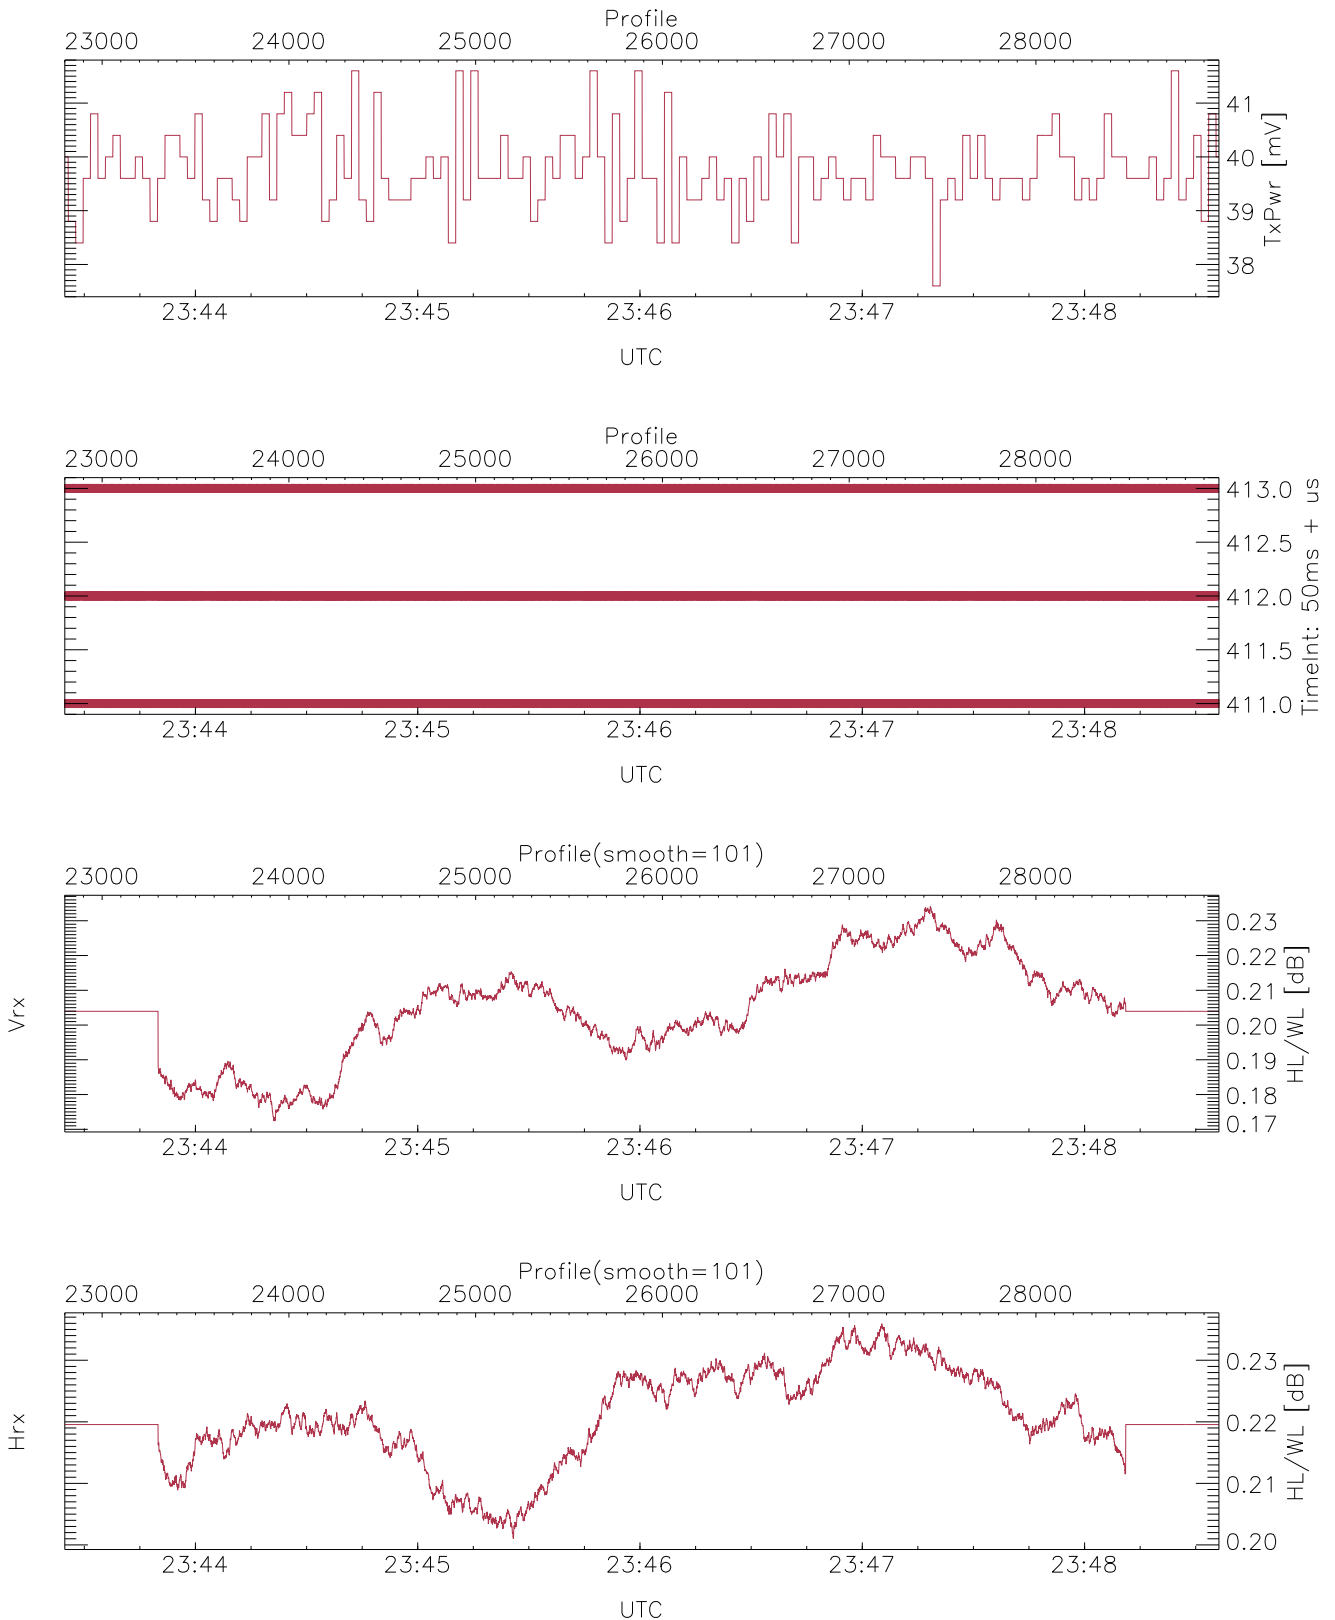 Profile
23000 24000 25000 26000 27000 28000
41
40
39
38
TxPwr [mV]
23:44 23:45 23:46 23:47 23:48
UTC
Profile
23000 24000 25000 26000 27000 28000
413.0
412.5
412.0
411.5
411.0
TimeInt: 50ms + us
23:44 23:45 23:46 23:47 23:48
UTC
Profile(smooth=101)
23000 24000 25000 26000 27000 28000
Vrx
0.23
0.22
0.21
0.20
0.19
0.18
0.17
HL/WL [dB]
23:44 23:45 23:46 23:47 23:48
UTC
Profile(smooth=101)
23000 24000 25000 26000 27000 28000
Hrx
0.23
0.22
0.21
0.20
HL/WL [dB]
23:44 23:45 23:46 23:47 23:48
UTC